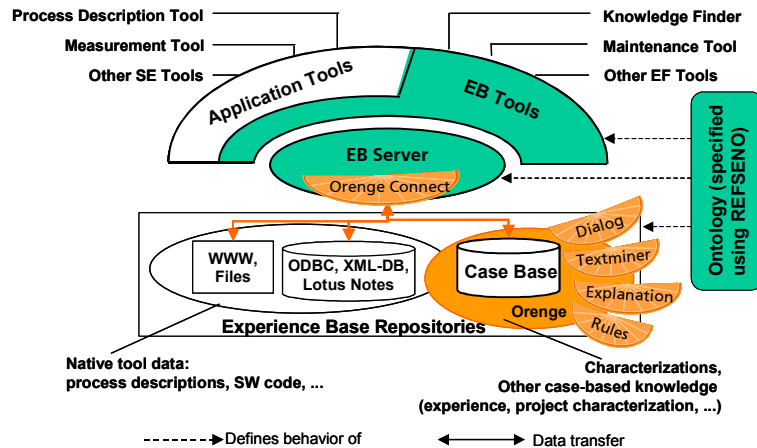 Process Description Tool
Measurement Tool
Other SE Tools
Knowledge Finder
Maintenance Tool
Other EF Tools
Application Tools
EB Tools
EB Server
Orenge Connect
Ontology (specified
using REFSENO)
WWW,
Files
ODBC, XML-DB,
Lotus Notes
Case Base
Orenge
Dialog
Textminer
Explanation
Rules
Experience Base Repositories
Native tool data:
process descriptions, SW code, ...
Characterizations,
Other case-based knowledge
(experience, project characterization, ...)
Defines behavior of
Data transfer